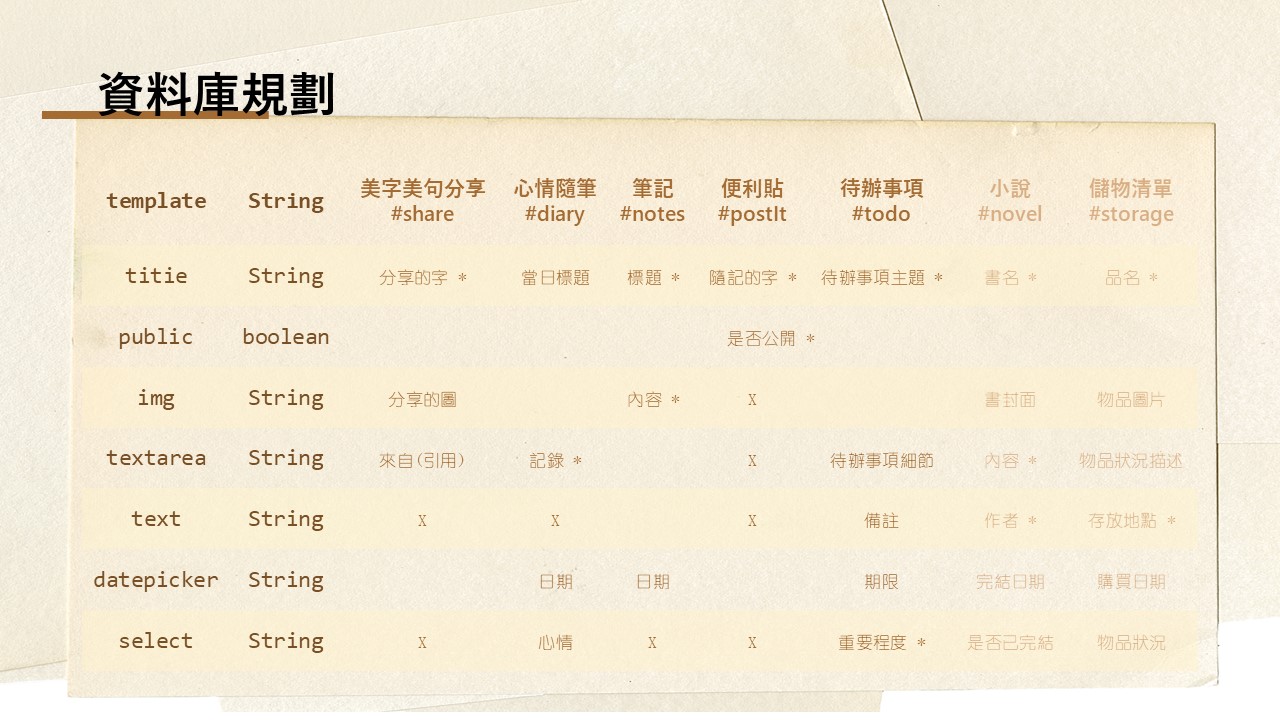 資料庫規劃
template String 美字美句分享 心情隨筆 筆記 便利貼 待辦事項 小說 儲物清單
#share #diary #notes #postIt #todo #novel #storage
titie String 分享的字 * 當日標題 標題 * 隨記的字 * 待辦事項主題 * 書名 * 品名 *
public boolean 是否公開 *
img String 分享的圖 內容 * X 書封面 物品圖片
textarea String 來自(引用) 記錄 * X 待辦事項細節 內容 * 物品狀況描述
text String X X X 備註 作者 * 存放地點 *
datepicker String 日期 日期 期限 完結日期 購買日期
select String X 心情 X X 重要程度 * 是否已完結 物品狀況